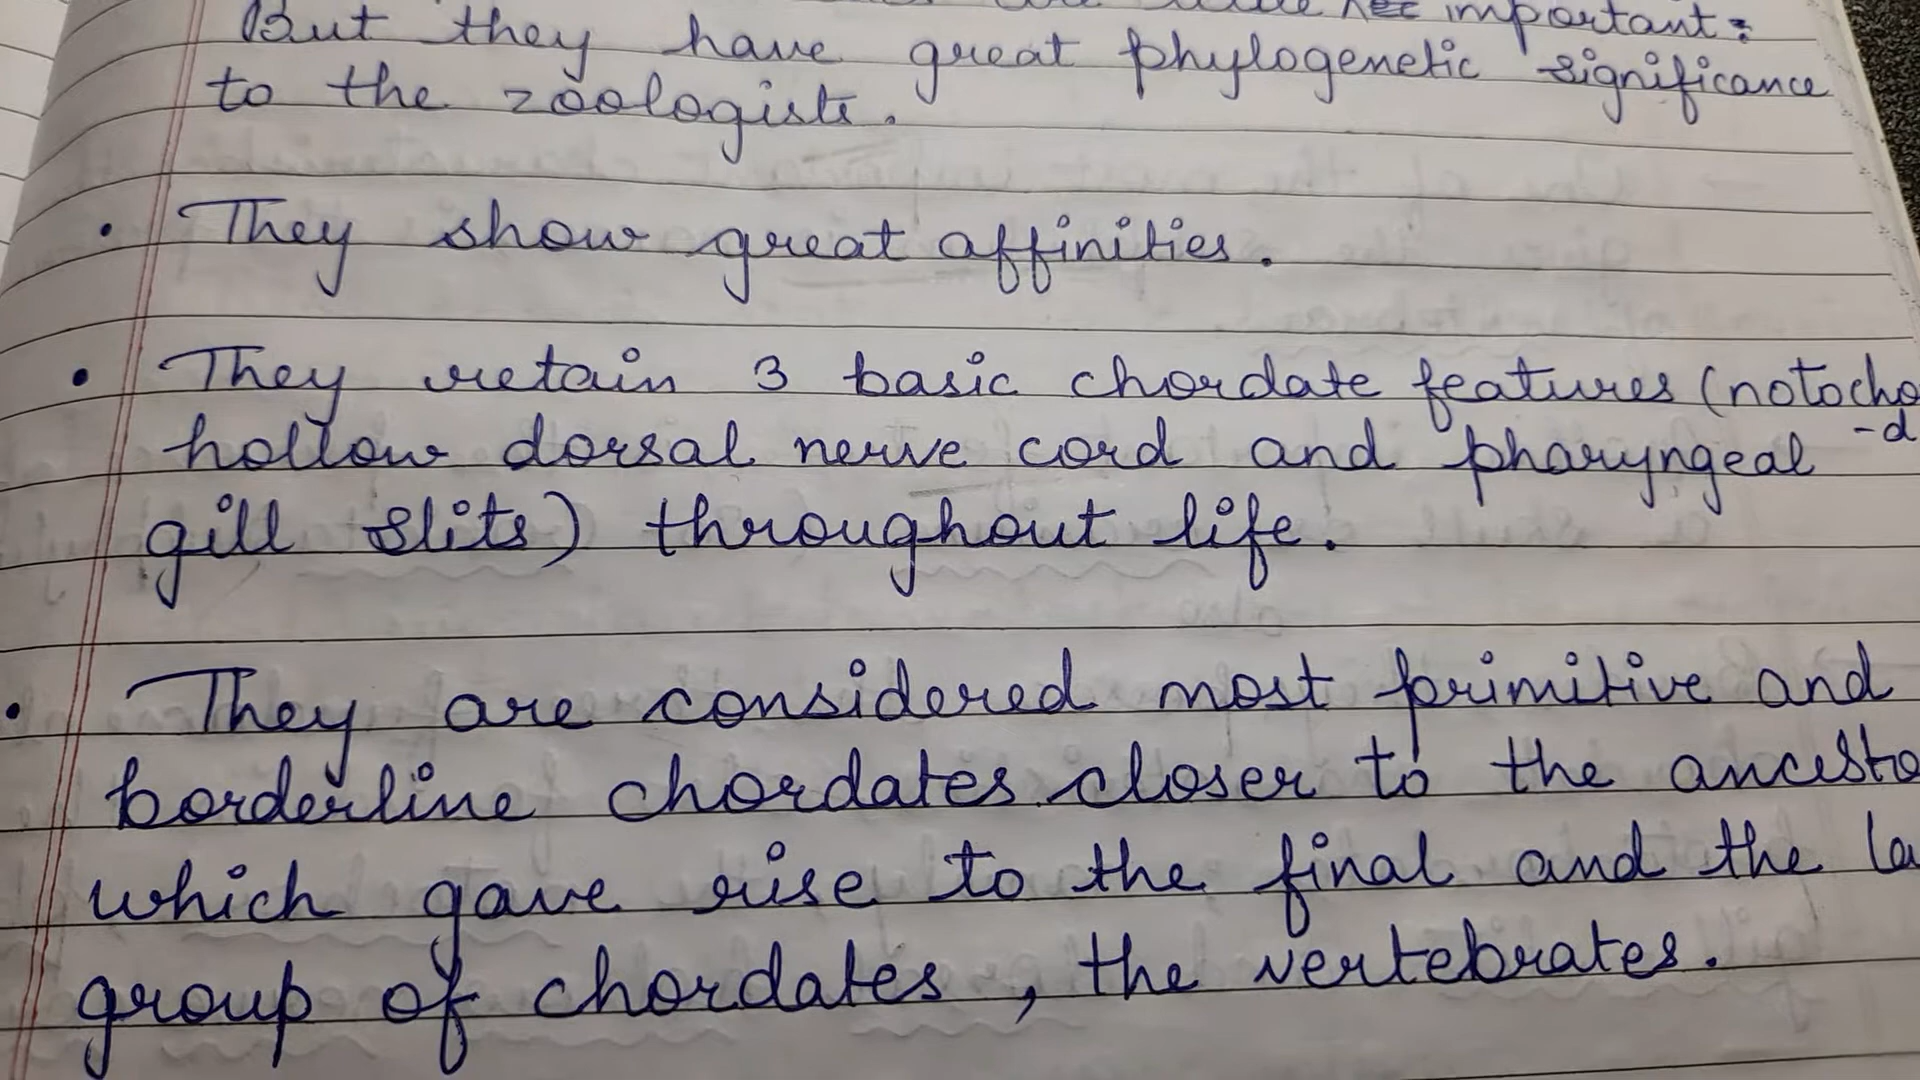 important:
But they have great phylogenetic significance
to the zoologists.
• They show great affinities.
• They retain 3 basic chordate features (notocho
-d
hollow dorsal nerve cord and pharyngeal
gill slits) throughout life.
• They are considered most primitive and
borderline chordates closer to the ancesto
which gave rise to the final and the la
group of chordates, the vertebrates.